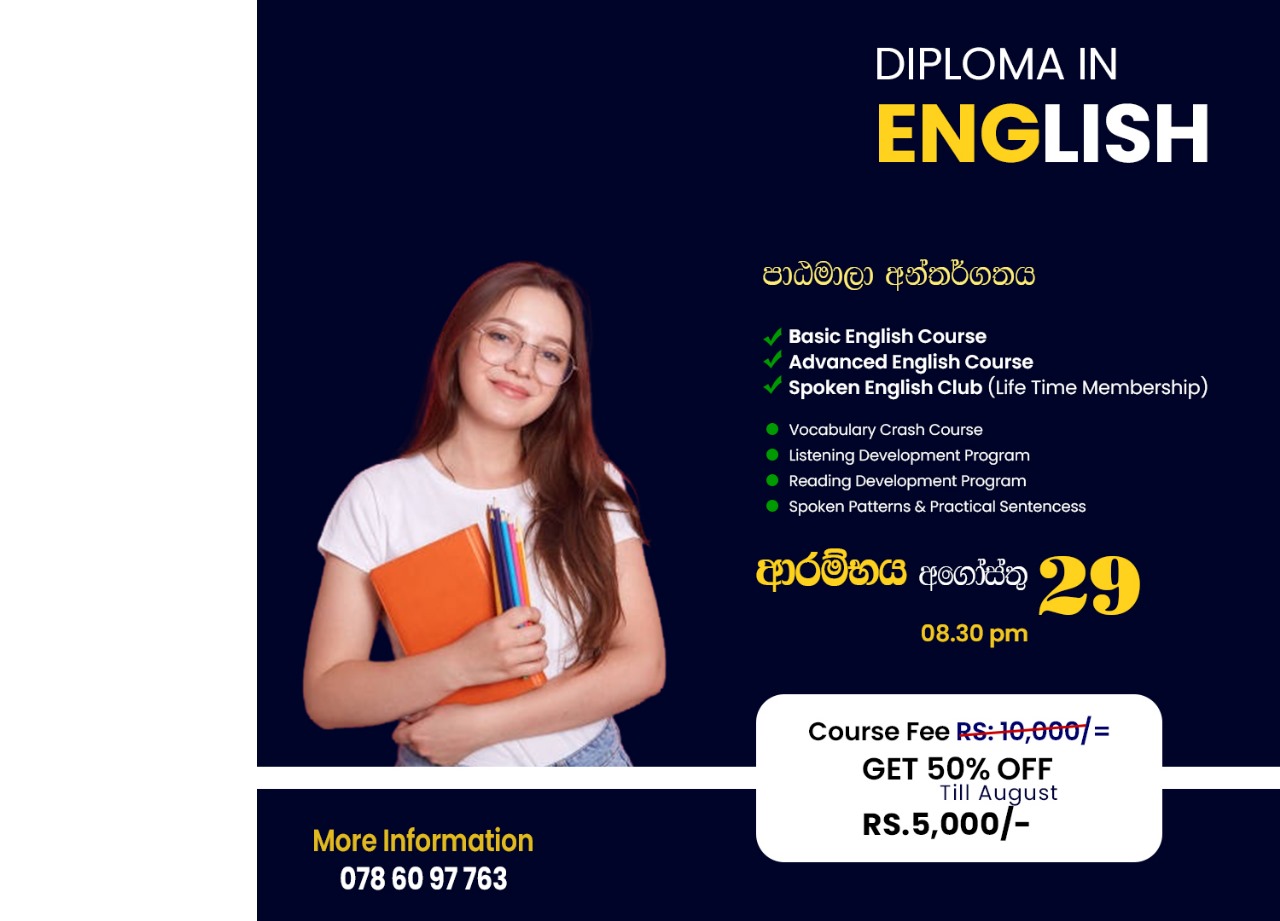 DIPLOMA IN
ENGLISH
පාඨමාලා අන්තර්ගතය
Basic English Course
Advanced English Course
Spoken English Club (Life Time Membership)
Vocabulary Crash Course
Listening Development Program
Reading Development Program
Spoken Patterns & Practical Sentencess
ආරම්භය අගෝස්තු 29
08.30 pm
Course Fee RS: 10,000/=
GET 50% OFF
Till August
RS.5,000/-
More Information
078 60 97 763